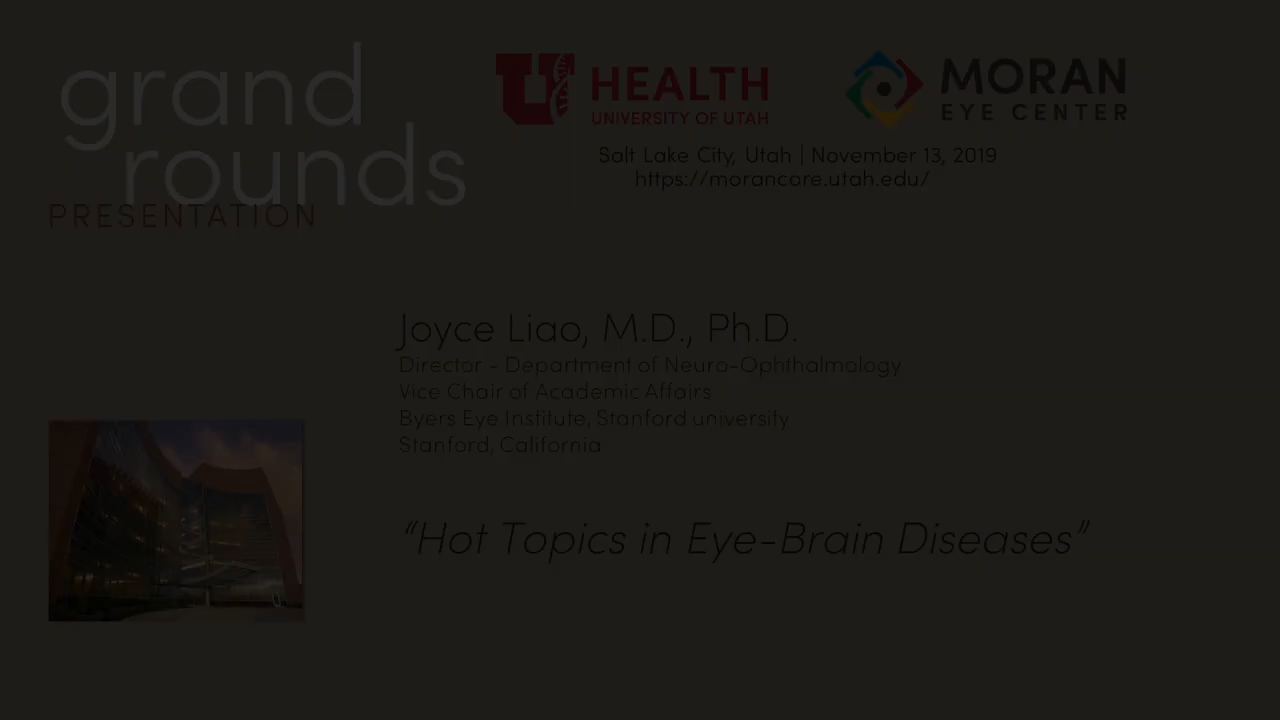 grand
rounds
PRESENTATION
U HEALTH
UNIVERSITY OF UTAH
MORAN
EYE CENTER
Salt Lake City, Utah | November 13, 2019
https://morancore.utah.edu/
Joyce Liao, M.D., Ph.D.
Director - Department of Neuro-Ophthalmology
Vice Chair of Academic Affairs
Byers Eye Institute, Stanford university
Stanford, California
“Hot Topics in Eye-Brain Diseases”